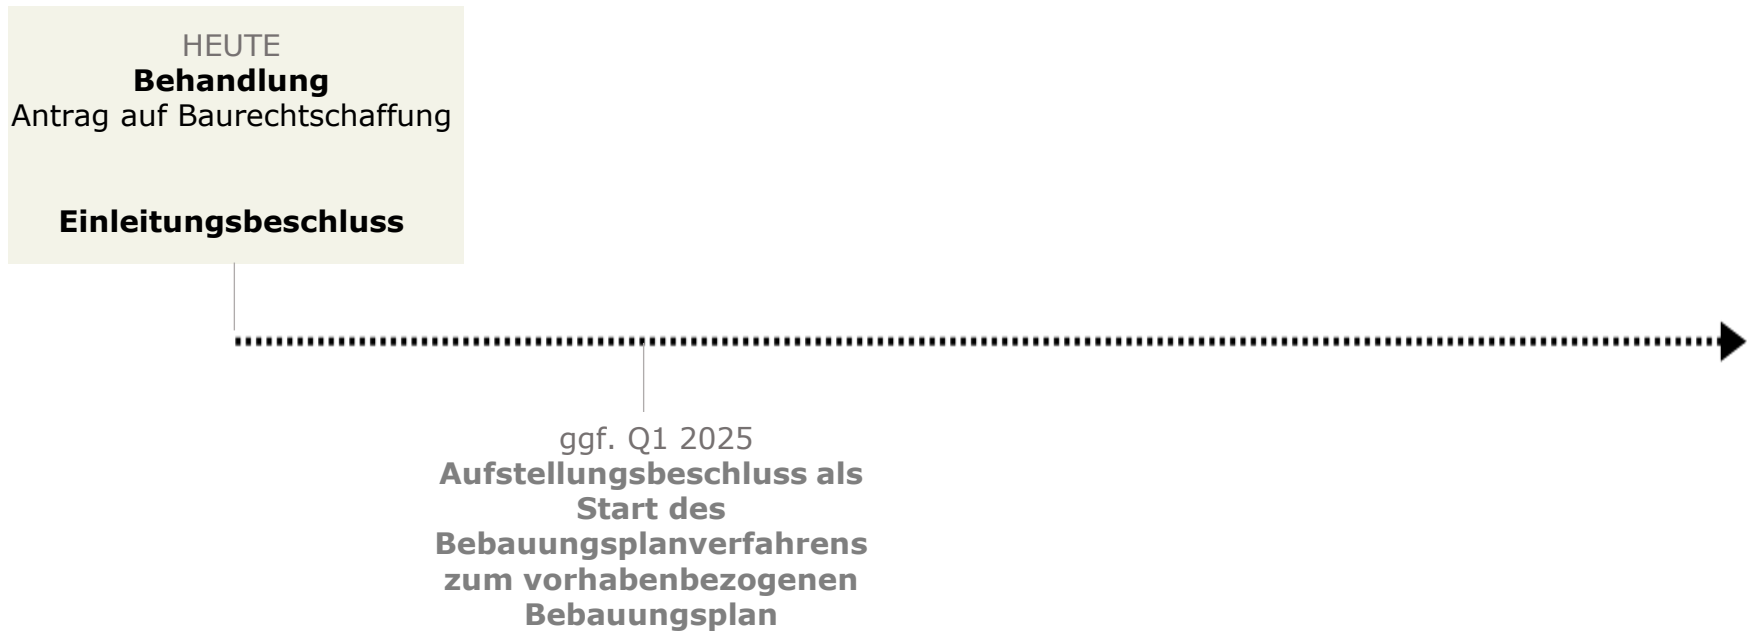 HEUTE
Behandlung
Antrag auf Baurechtschaffung
Einleitungsbeschluss
ggf. Q1 2025
Aufstellungsbeschluss als
Start des
Bebauungsplanverfahrens
zum vorhabenbezogenen
Bebauungsplan